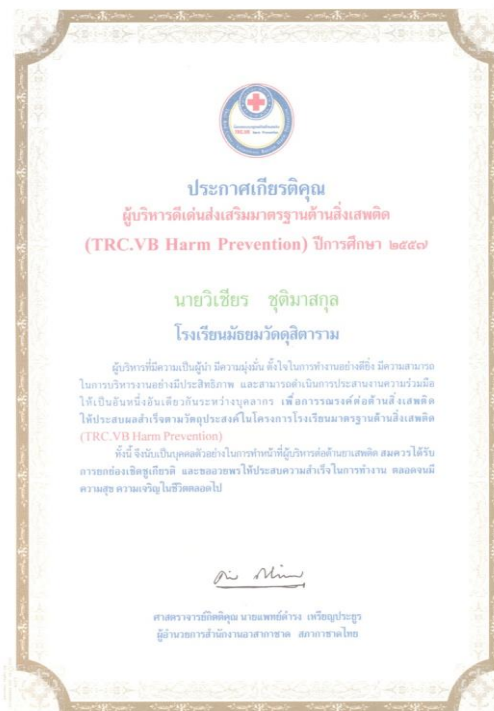 TRC.VB Harm Prevention
ประกาศเกียรติคุณ
ผู้บริหารดีเด่นส่งเสริมมาตรฐานต้านสิ่งเสพติด
(TRC.VB Harm Prevention) ปีการศึกษา ๒๕๕๗
นายวิเชียร ชุติมาสกุล
โรงเรียนมัธยมวัดดุสิตาราม
ผู้บริหารที่มีความเป็นผู้นำ มีความมุ่งมั่น ตั้งใจในการทำงานอย่างดียิ่ง มีความสามารถ
ในการบริหารงานอย่างมีประสิทธิภาพ และสามารถดำเนินการประสานงานความร่วมมือ
ให้เป็นอันหนึ่งอันเดียวกันระหว่างบุคลากร เพื่อการรณรงค์ต่อต้านสิ่งเสพติด
ให้ประสบผลสำเร็จตามวัตถุประสงค์ในโครงการโรงเรียนมาตรฐานต้านสิ่งเสพติด
(TRC.VB Harm Prevention)
ทั้งนี้ จึงนับเป็นบุคคลตัวอย่างในการทำหน้าที่ผู้บริหารต่อต้านยาเสพติด สมควรได้รับ
การยกย่องเชิดชูเกียรติ และขออวยพรให้ประสบความสำเร็จในการทำงาน ตลอดจนมี
ความสุข ความเจริญในชีวิตตลอดไป
ศาสตราจารย์กิตติคุณ นายแพทย์ดำรง เหรียญประยูร
ผู้อำนวยการสำนักงานอาสากาชาด สภากาชาดไทย